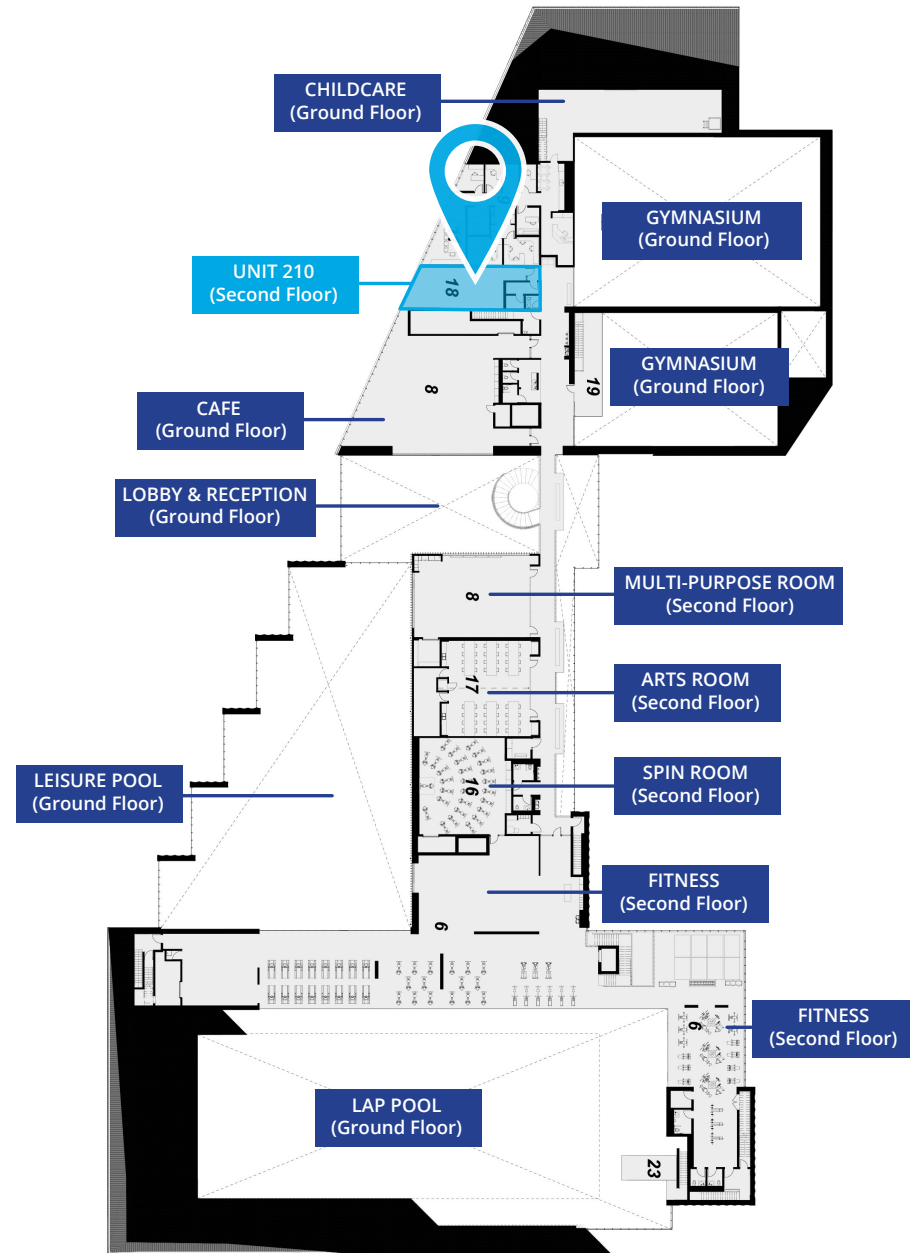 CHILDCARE
(Ground Floor)
GYMNASIUM
(Ground Floor)
UNIT 210
(Second Floor)
18
GYMNASIUM
(Ground Floor)
8
19
CAFE
(Ground Floor)
LOBBY & RECEPTION
(Ground Floor)
8
MULTI-PURPOSE ROOM
(Second Floor)
17
ARTS ROOM
(Second Floor)
LEISURE POOL
(Ground Floor)
16
SPIN ROOM
(Second Floor)
FITNESS
(Second Floor)
6
6
FITNESS
(Second Floor)
LAP POOL
(Ground Floor)
23